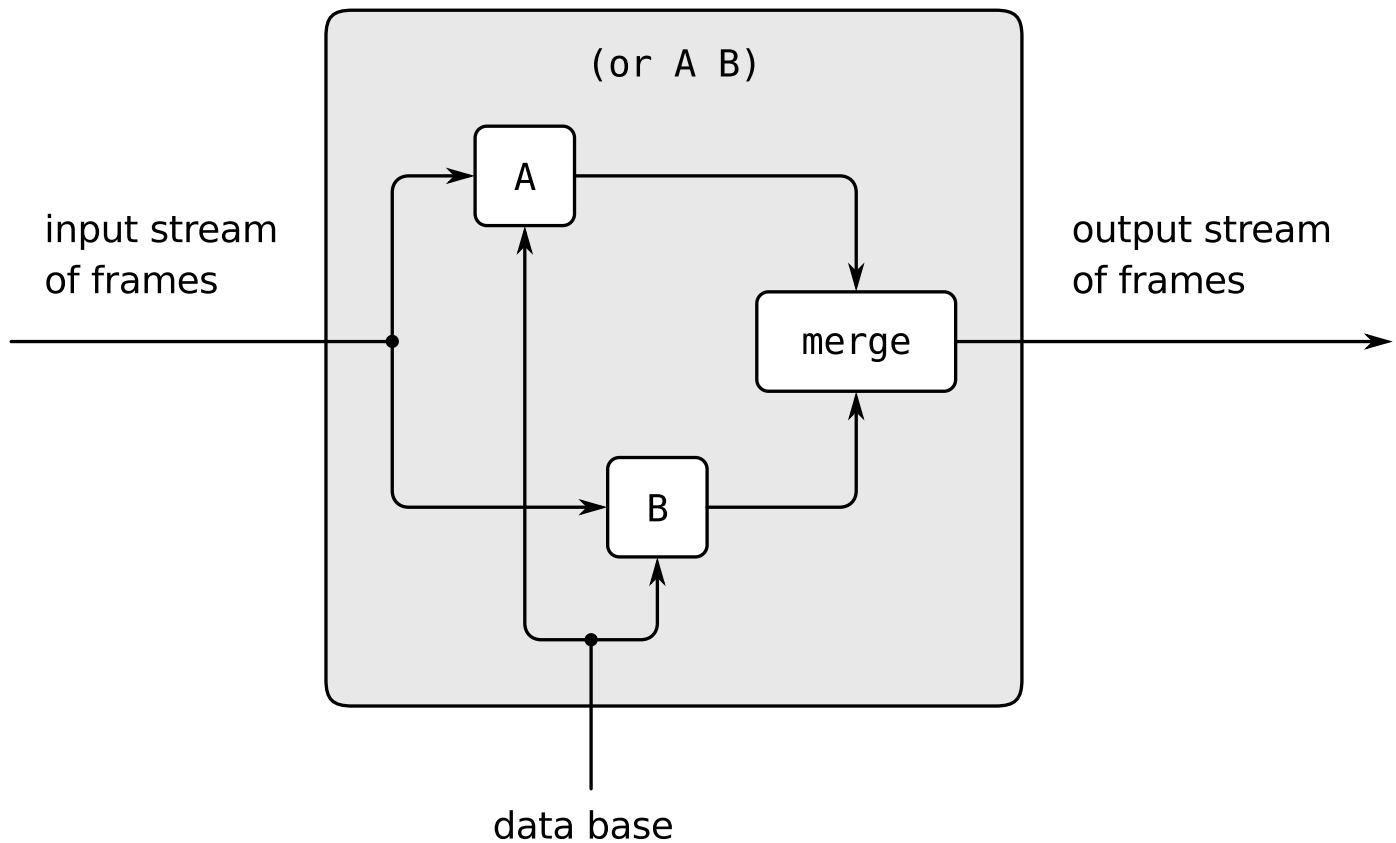 (or A B)
A
input stream
of frames
output stream
of frames
merge
B
data base